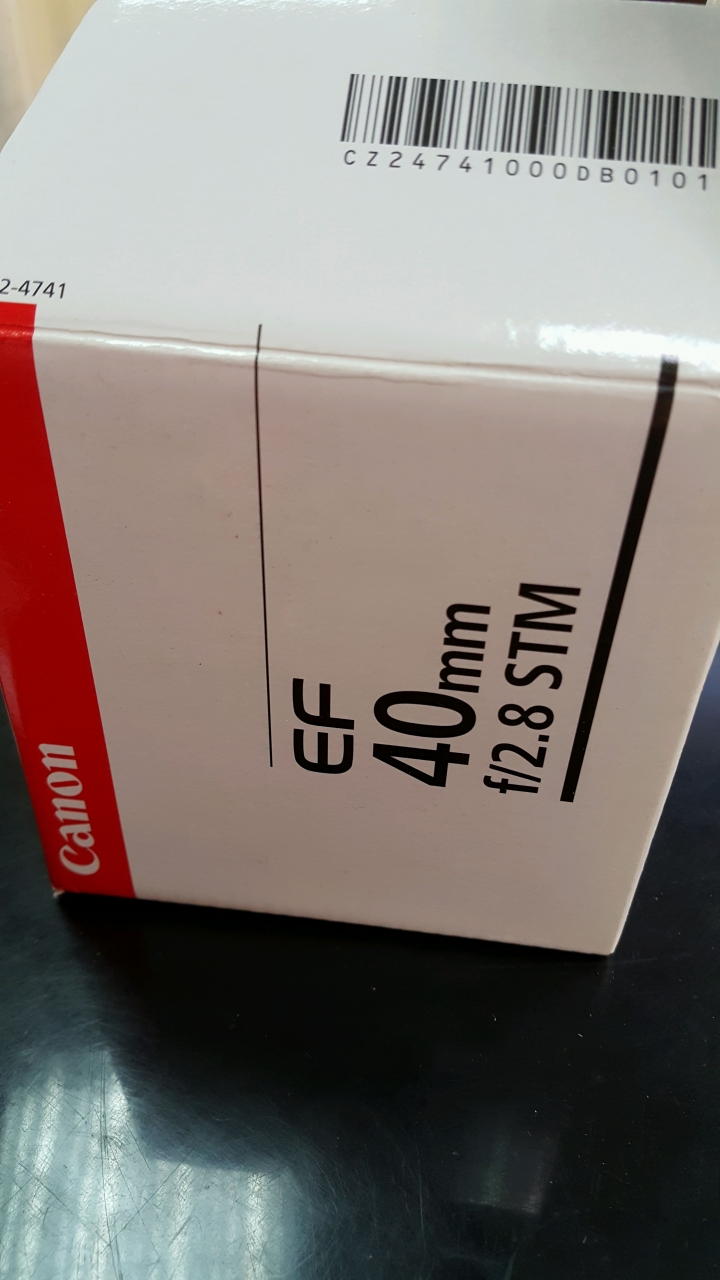 CZ24741000DB0101
2-4741
Canon
EF
40mm
f/2.8 STM